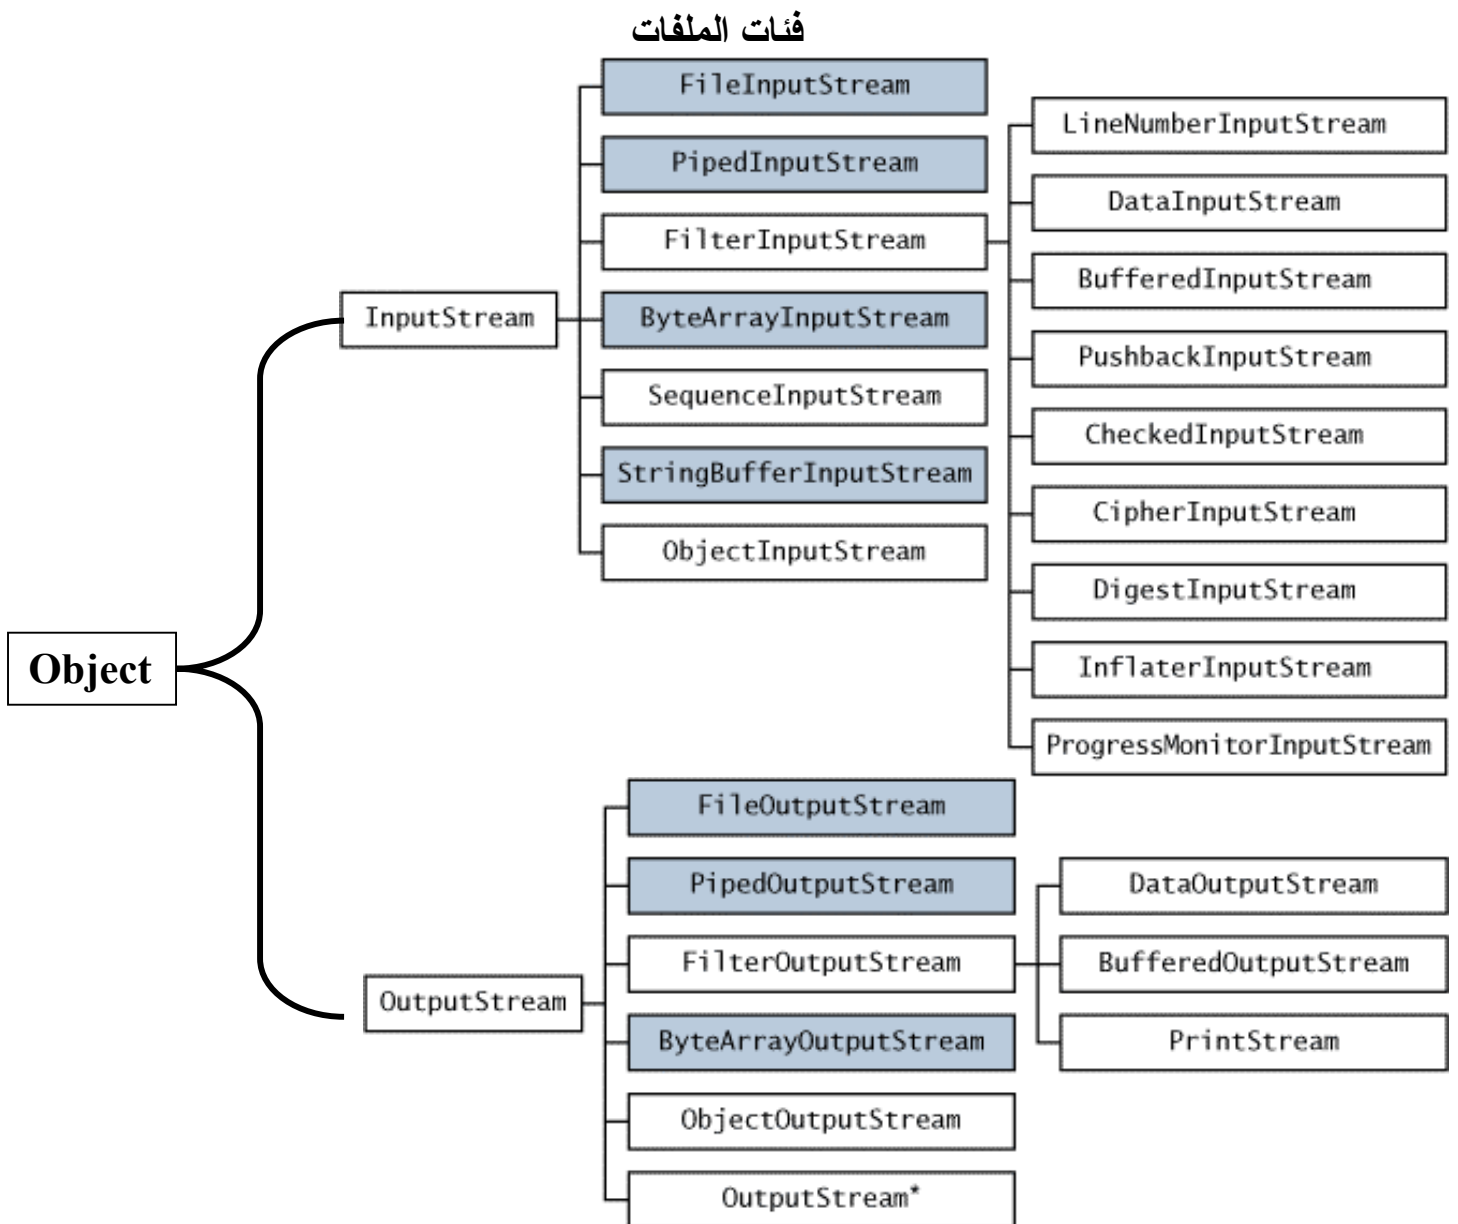 فئات الملفات
Object
InputStream
FileInputStream
PipedInputStream
FilterInputStream
ByteArrayInputStream
SequenceInputStream
StringBufferInputStream
ObjectInputStream
LineNumberInputStream
DataInputStream
BufferedInputStream
PushbackInputStream
CheckedInputStream
CipherInputStream
DigestInputStream
InflaterInputStream
ProgressMonitorInputStream
OutputStream
FileOutputStream
PipedOutputStream
FilterOutputStream
ByteArrayOutputStream
ObjectOutputStream
OutputStream*
DataOutputStream
BufferedOutputStream
PrintStream